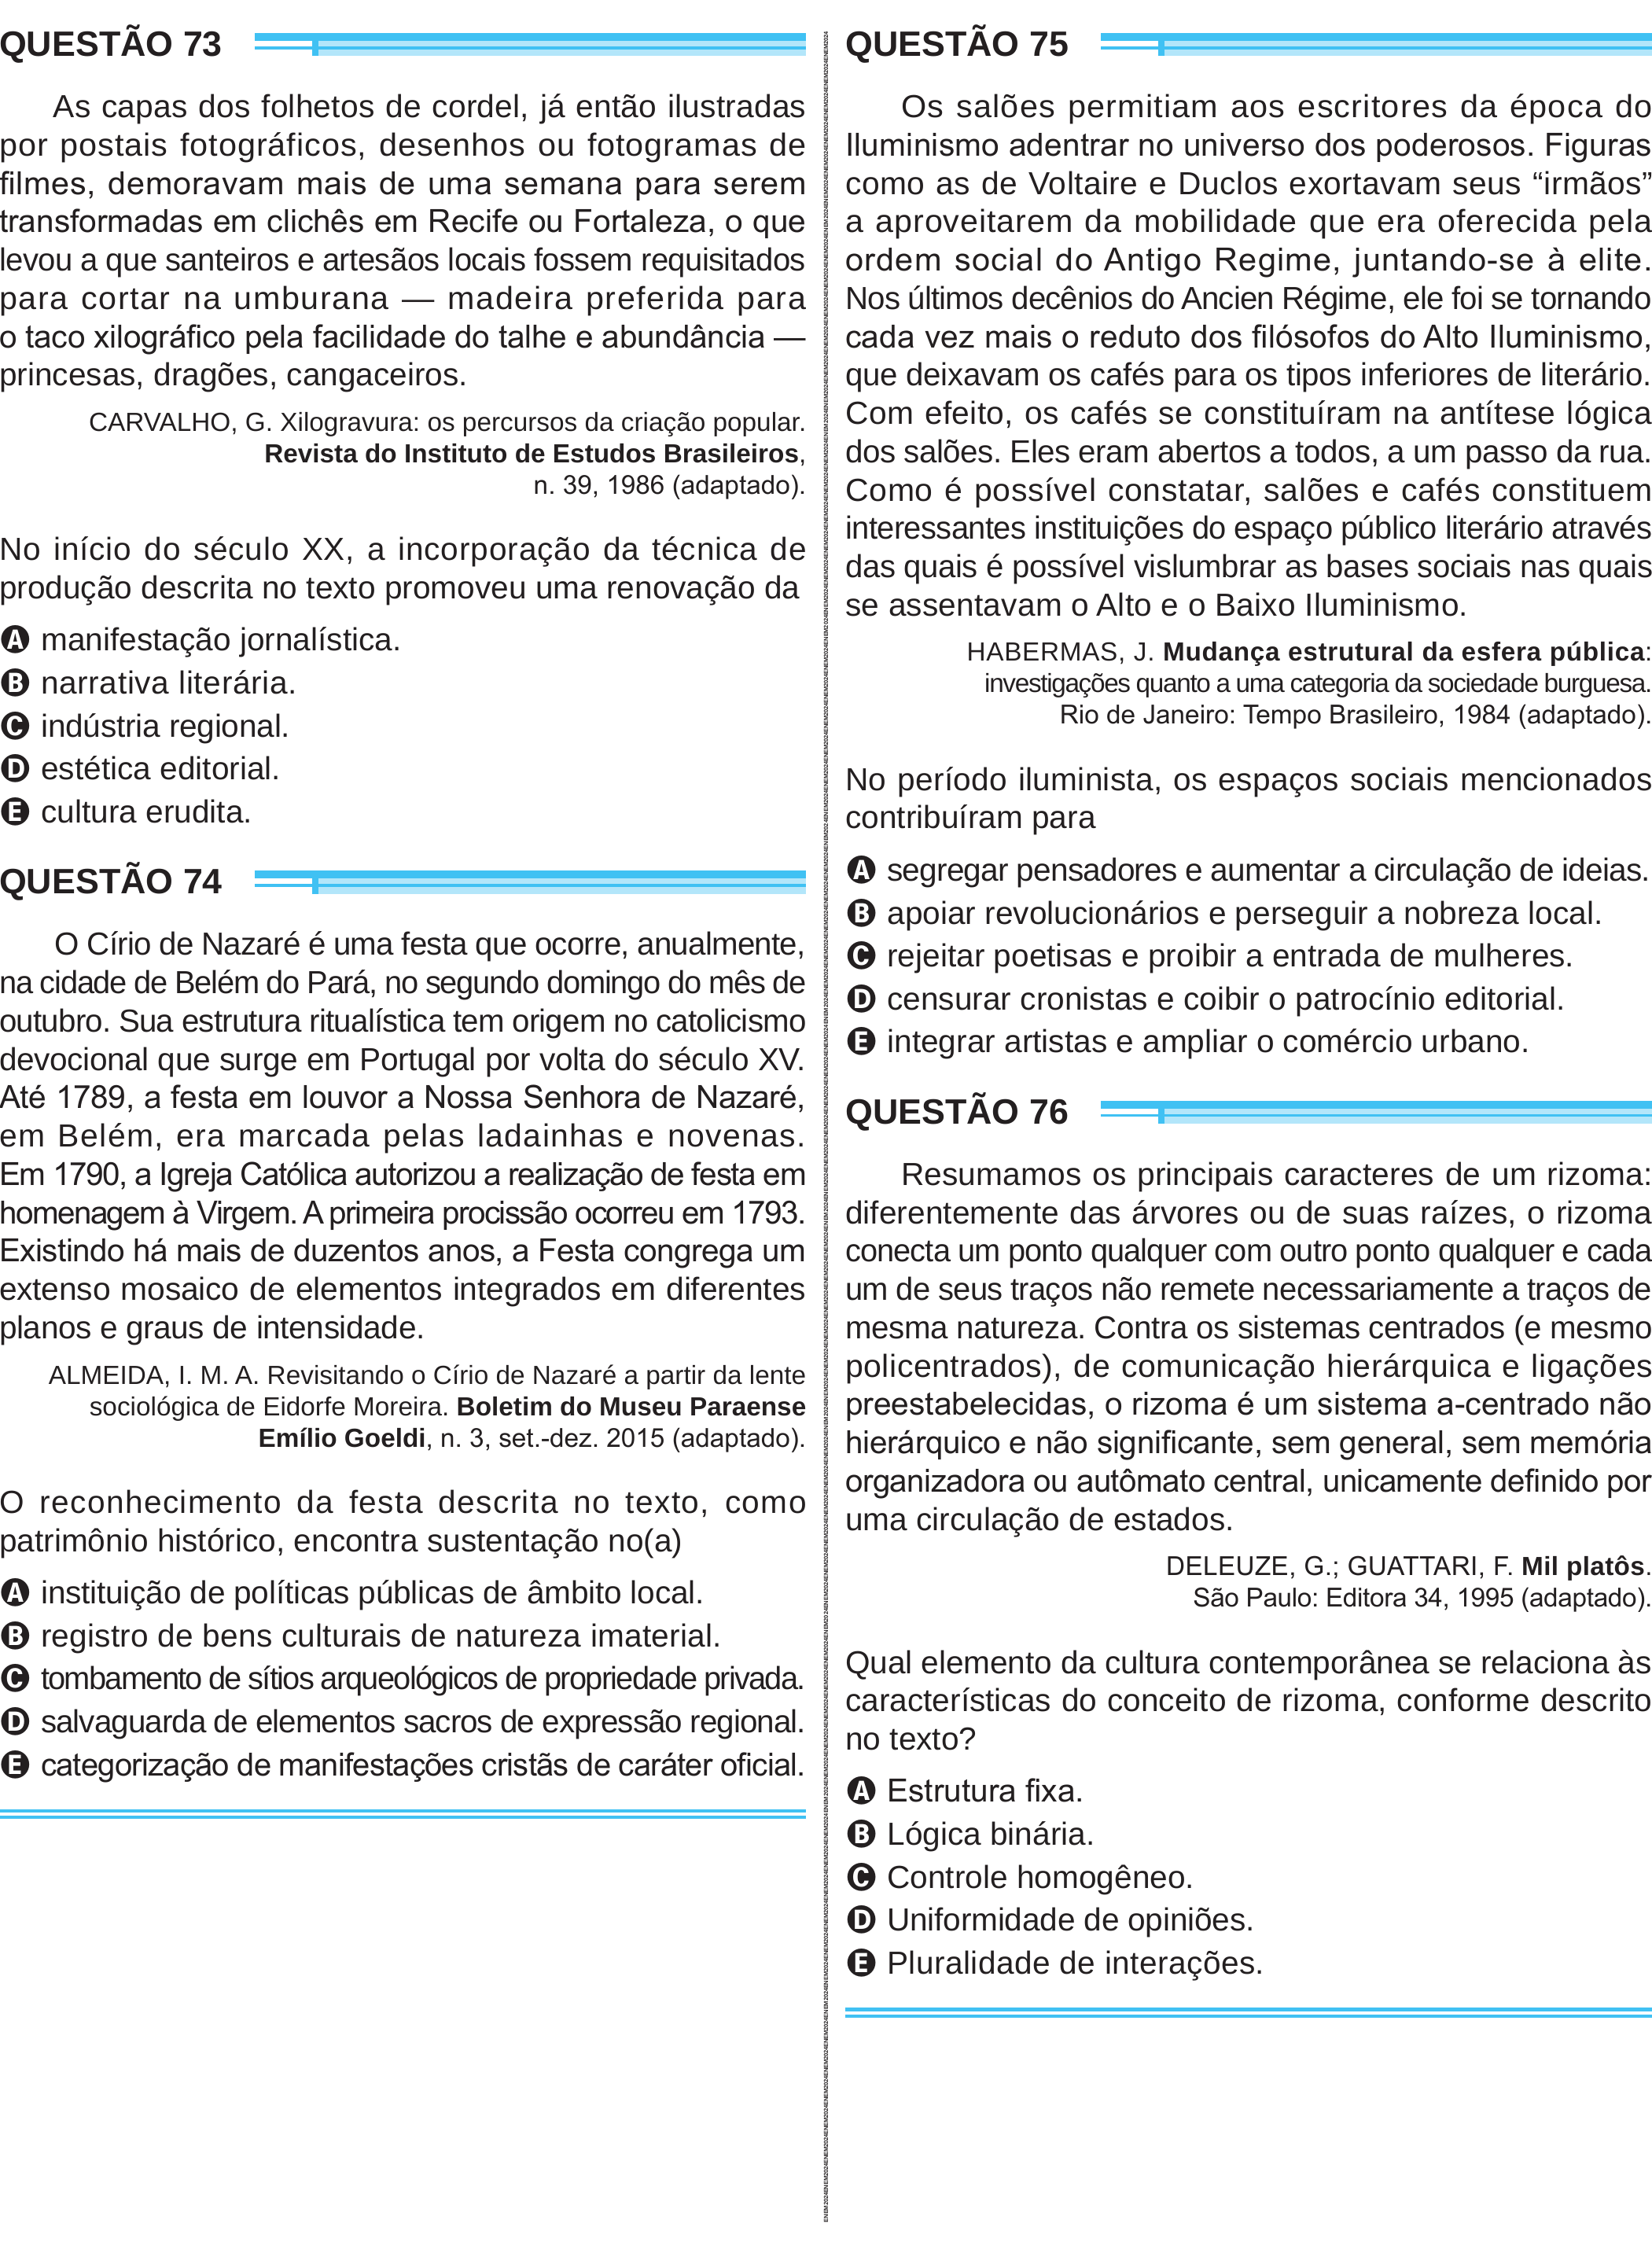 QUESTÃO 73
As capas dos folhetos de cordel, já então ilustradas
por postais fotográficos, desenhos ou fotogramas de
filmes, demoravam mais de uma semana para serem
transformadas em clichês em Recife ou Fortaleza, o que
levou a que santeiros e artesãos locais fossem requisitados
para cortar na umburana — madeira preferida para
o taco xilográfico pela facilidade do talhe e abundância —
princesas, dragões, cangaceiros.
CARVALHO, G. Xilogravura: os percursos da criação popular.
Revista do Instituto de Estudos Brasileiros,
n. 39, 1986 (adaptado).
No início do século XX, a incorporação da técnica de
produção descrita no texto promoveu uma renovação da
A manifestação jornalística.
B narrativa literária.
C indústria regional.
D estética editorial.
E cultura erudita.
QUESTÃO 74
O Círio de Nazaré é uma festa que ocorre, anualmente,
na cidade de Belém do Pará, no segundo domingo do mês de
outubro. Sua estrutura ritualística tem origem no catolicismo
devocional que surge em Portugal por volta do século XV.
Até 1789, a festa em louvor a Nossa Senhora de Nazaré,
em Belém, era marcada pelas ladainhas e novenas.
Em 1790, a Igreja Católica autorizou a realização de festa em
homenagem à Virgem. A primeira procissão ocorreu em 1793.
Existindo há mais de duzentos anos, a Festa congrega um
extenso mosaico de elementos integrados em diferentes
planos e graus de intensidade.
ALMEIDA, I. M. A. Revisitando o Círio de Nazaré a partir da lente
sociológica de Eidorfe Moreira. Boletim do Museu Paraense
Emílio Goeldi, n. 3, set.-dez. 2015 (adaptado).
O reconhecimento da festa descrita no texto, como
patrimônio histórico, encontra sustentação no(a)
A instituição de políticas públicas de âmbito local.
B registro de bens culturais de natureza imaterial.
C tombamento de sítios arqueológicos de propriedade privada.
D salvaguarda de elementos sacros de expressão regional.
E categorização de manifestações cristãs de caráter oficial.
QUESTÃO 75
Os salões permitiam aos escritores da época do
Iluminismo adentrar no universo dos poderosos. Figuras
como as de Voltaire e Duclos exortavam seus “irmãos”
a aproveitarem da mobilidade que era oferecida pela
ordem social do Antigo Regime, juntando-se à elite.
Nos últimos decênios do Ancien Régime, ele foi se tornando
cada vez mais o reduto dos filósofos do Alto Iluminismo,
que deixavam os cafés para os tipos inferiores de literário.
Com efeito, os cafés se constituíram na antítese lógica
dos salões. Eles eram abertos a todos, a um passo da rua.
Como é possível constatar, salões e cafés constituem
interessantes instituições do espaço público literário através
das quais é possível vislumbrar as bases sociais nas quais
se assentavam o Alto e o Baixo Iluminismo.
HABERMAS, J. Mudança estrutural da esfera pública:
investigações quanto a uma categoria da sociedade burguesa.
Rio de Janeiro: Tempo Brasileiro, 1984 (adaptado).
No período iluminista, os espaços sociais mencionados
contribuíram para
A segregar pensadores e aumentar a circulação de ideias.
B apoiar revolucionários e perseguir a nobreza local.
C rejeitar poetisas e proibir a entrada de mulheres.
D censurar cronistas e coibir o patrocínio editorial.
E integrar artistas e ampliar o comércio urbano.
QUESTÃO 76
Resumamos os principais caracteres de um rizoma:
diferentemente das árvores ou de suas raízes, o rizoma
conecta um ponto qualquer com outro ponto qualquer e cada
um de seus traços não remete necessariamente a traços de
mesma natureza. Contra os sistemas centrados (e mesmo
policentrados), de comunicação hierárquica e ligações
preestabelecidas, o rizoma é um sistema a-centrado não
hierárquico e não significante, sem general, sem memória
organizadora ou autômato central, unicamente definido por
uma circulação de estados.
DELEUZE, G.; GUATTARI, F. Mil platôs.
São Paulo: Editora 34, 1995 (adaptado).
Qual elemento da cultura contemporânea se relaciona às
características do conceito de rizoma, conforme descrito
no texto?
A Estrutura fixa.
B Lógica binária.
C Controle homogêneo.
D Uniformidade de opiniões.
E Pluralidade de interações.